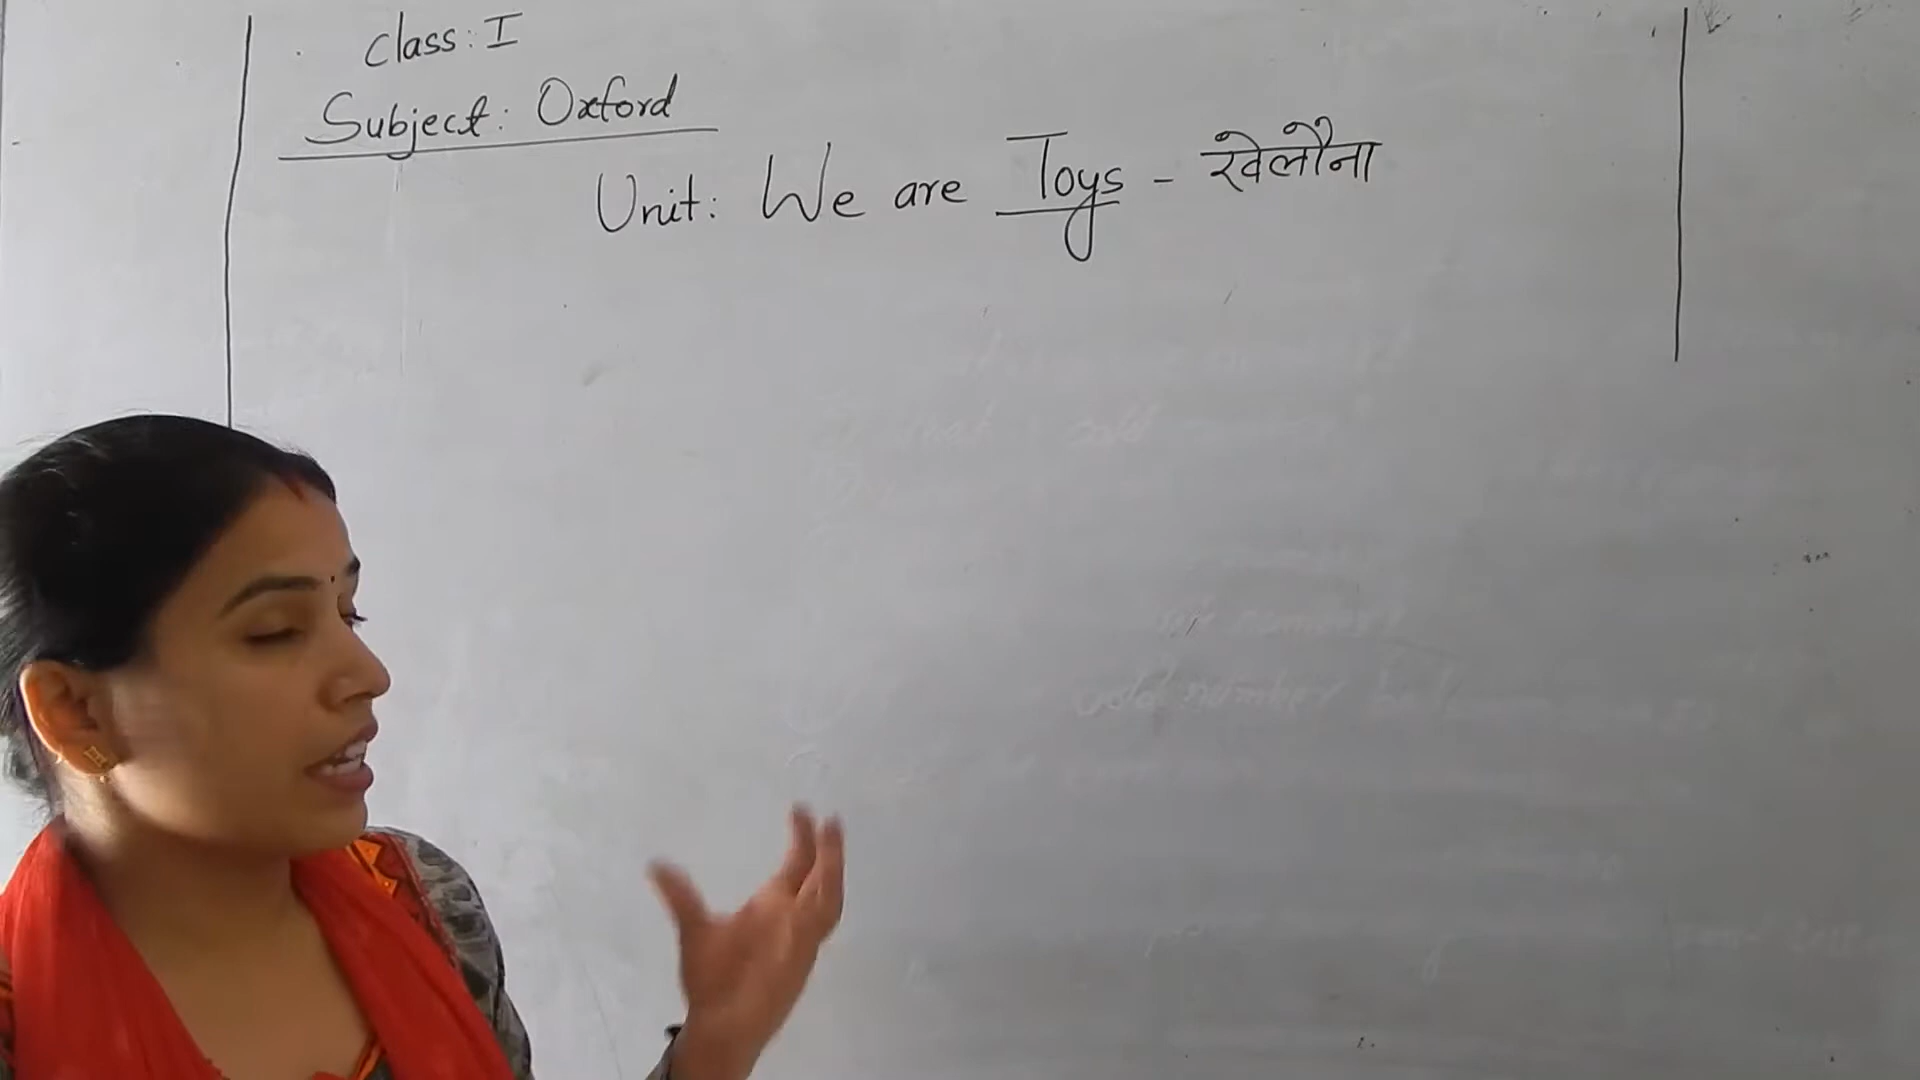 Class: I
Subject: Oxford
Unit: We are Toys - खेलौना